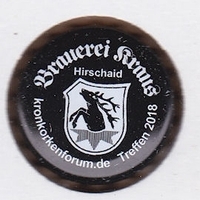 Brauerei Kraus
Hirschaid
kronkorkenforum.de Treffen 2018